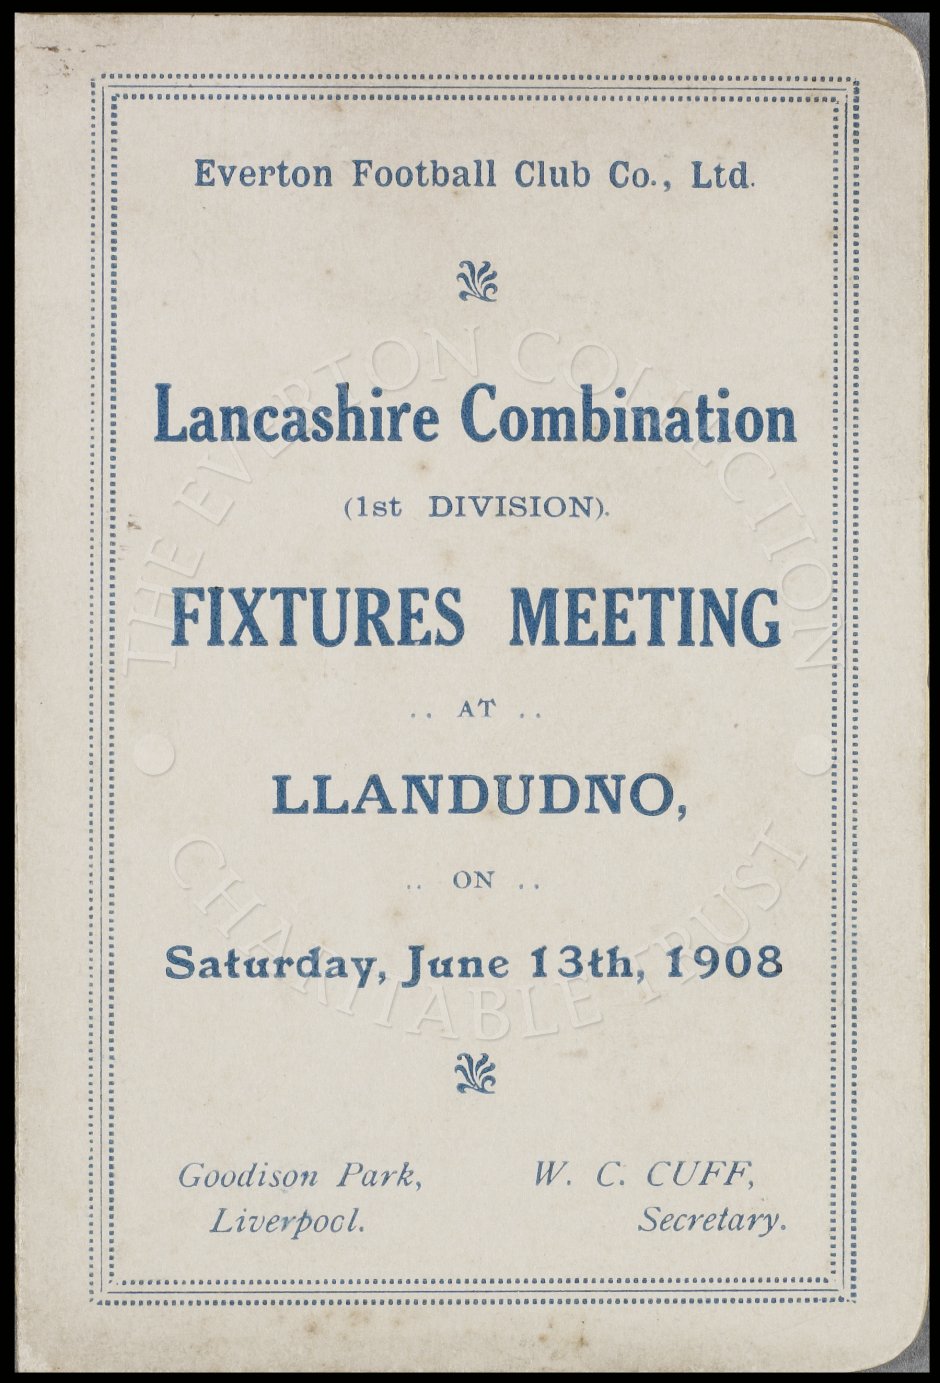 Everton Football Club Co., Ltd.
Lancashire Combination
(1st DIVISION).
FIXTURES MEETING
.. AT ..
LLANDUDNO,
.. ON ..
Saturday, June 13th, 1908
Goodison Park,
Liverpool.
W. C. CUFF,
Secretary.
THE EVERTON COLLECTION
CHARITABLE TRUST